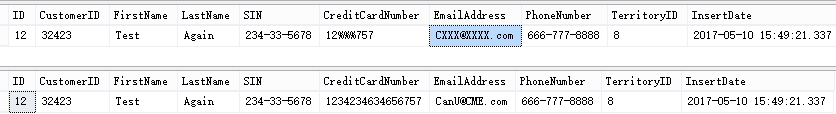 ID CustomerID FirstName LastName SIN CreditCardNumber EmailAddress PhoneNumber TerritoryID InsertDate
12 32423 Test Again 234-33-5678 12%%%757 CXXX@XXXX.com 666-777-8888 8 2017-05-10 15:49:21.337
ID CustomerID FirstName LastName SIN CreditCardNumber EmailAddress PhoneNumber TerritoryID InsertDate
12 32423 Test Again 234-33-5678 1234234634656757 CanU@CME.com 666-777-8888 8 2017-05-10 15:49:21.337